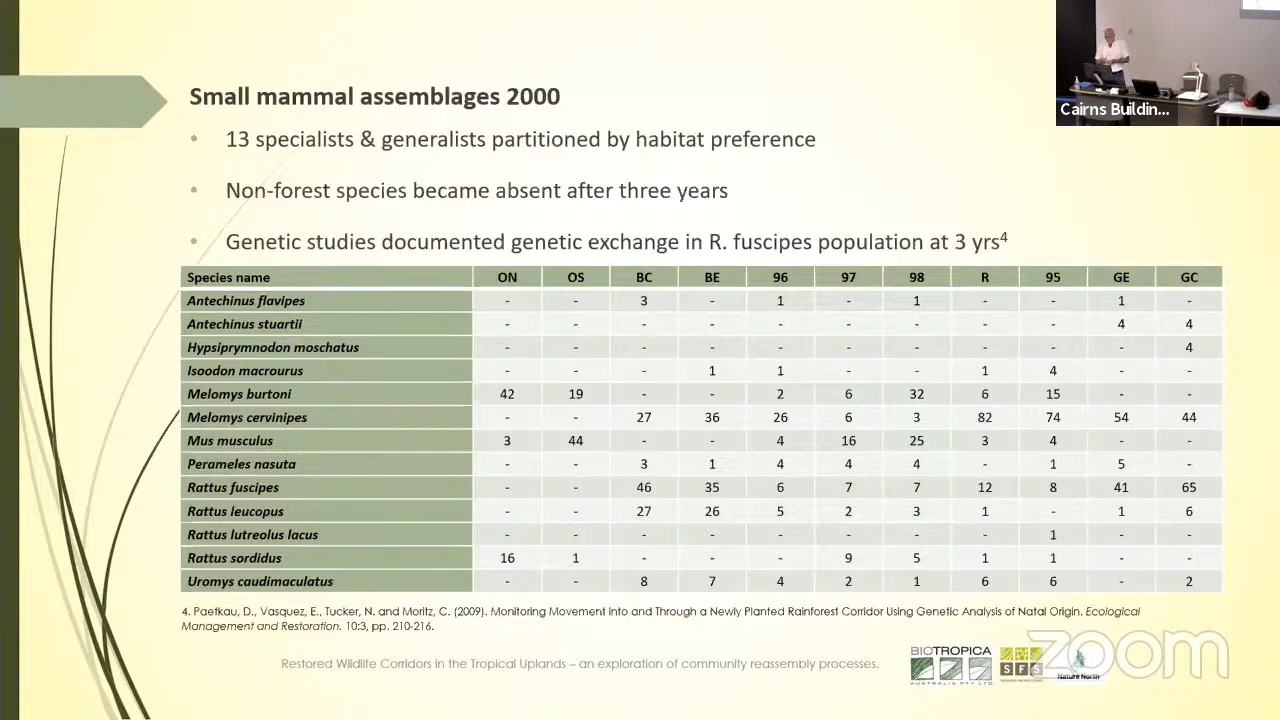 Cairns Buildin...
Small mammal assemblages 2000
• 13 specialists & generalists partitioned by habitat preference
• Non-forest species became absent after three years
• Genetic studies documented genetic exchange in R. fuscipes population at 3 yrs⁴
Species name ON OS BC BE 96 97 98 R 95 GE GC
Antechinus flavipes - - 3 - 1 - 1 - - 1 -
Antechinus stuartii - - - - - - - - - 4 4
Hypsiprymnodon moschatus - - - - - - - - - - 4
Isoodon macrourus - - - 1 1 - - 1 4 - -
Melomys burtoni 42 19 - - 2 6 32 6 15 - -
Melomys cervinipes - - 27 36 26 6 3 82 74 54 44
Mus musculus 3 44 - - 4 16 25 3 4 - -
Perameles nasuta - - 3 1 4 4 4 - 1 5 -
Rattus fuscipes - - 46 35 6 7 7 12 8 41 65
Rattus leucopus - - 27 26 5 2 3 1 - 1 6
Rattus lutreolus lacus - - - - - - - - 1 - -
Rattus sordidus 16 1 - - - 9 5 1 1 - -
Uromys caudimaculatus - - 8 7 4 2 1 6 6 - 2
4. Paetkau, D., Vasquez, E., Tucker, N. and Moritz, C. (2009). Monitoring Movement into and Through a Newly Planted Rainforest Corridor Using Genetic Analysis of Natal Origin. Ecological
Management and Restoration. 10:3, pp. 210-216.
Restored Wildlife Corridors in the Tropical Uplands – an exploration of community reassembly processes.
BIOTROPICA
AUSTRALIA PTY LTD
SFS
Nature North
zoom